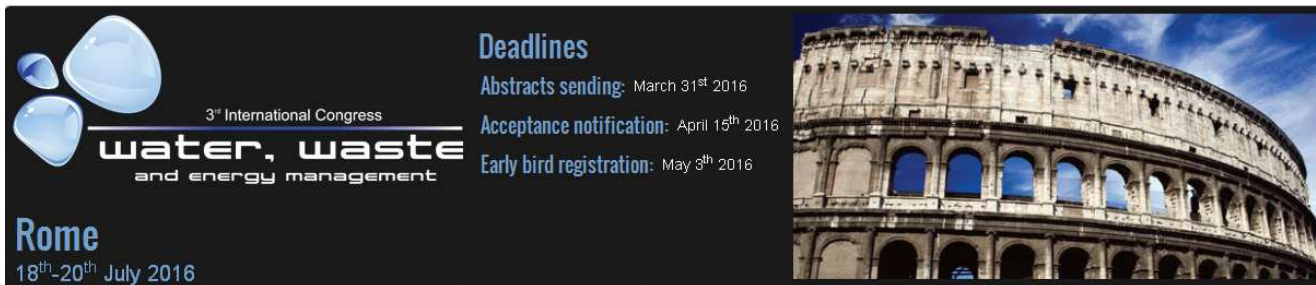 3rd International Congress
water, waste
and energy management
Rome
18th-20th July 2016
Deadlines
Abstracts sending: March 31st 2016
Acceptance notification: April 15th 2016
Early bird registration: May 3th 2016